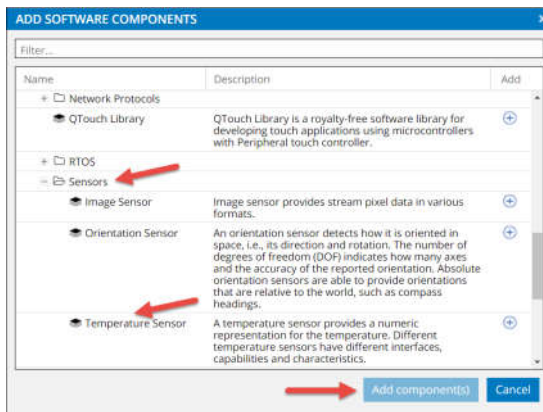 ADD SOFTWARE COMPONENTS
Filter...
Name Description Add
Network Protocols
QTouch Library QTouch Library is a royalty-free software library for
developing touch applications using microcontrollers
with Peripheral touch controller.
RTOS
Sensors
Image Sensor Image sensor provides stream pixel data in various
formats.
Orientation Sensor An orientation sensor detects how it is oriented in
space, i.e., its direction and rotation. The number of
degrees of freedom (DOF) indicates how many axes
and the accuracy of the reported orientation. Absolute
orientation sensors are able to provide orientations
that are relative to the world, such as compass
headings.
Temperature Sensor A temperature sensor provides a numeric
representation for the temperature. Different
temperature sensors have different interfaces,
capabilities and characteristics.
Add component(s) Cancel